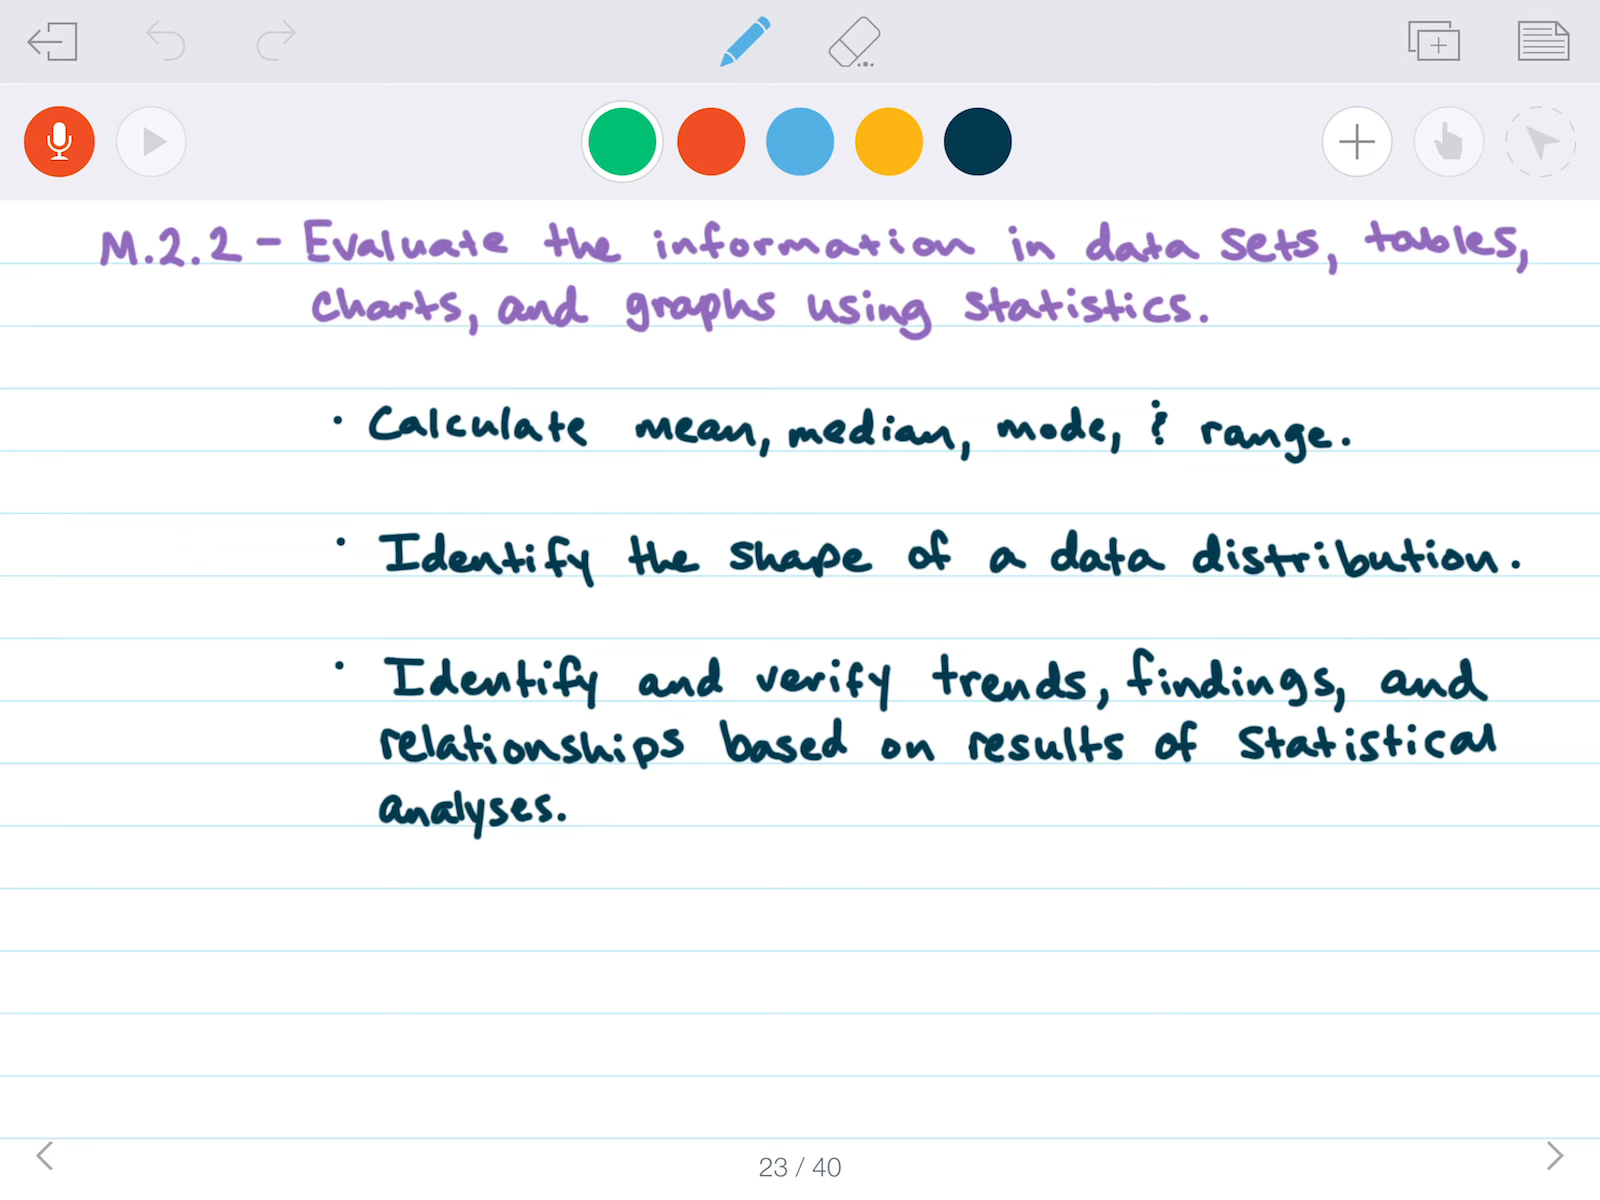 M.2.2 - Evaluate the information in data sets, tables,
charts, and graphs using statistics.
· Calculate mean, median, mode, & range.
· Identify the shape of a data distribution.
· Identify and verify trends, findings, and
relationships based on results of statistical
analyses.
23 / 40